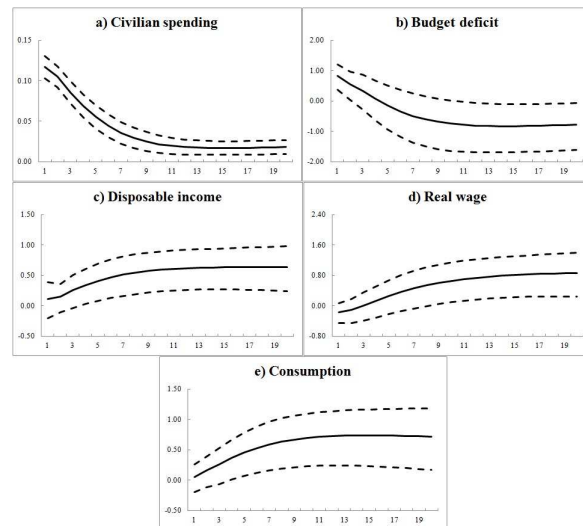 a) Civilian spending
0.15
0.10
0.05
0.00
1 3 5 7 9 11 13 15 17 19
b) Budget deficit
2.00
1.00
0.00
-1.00
-2.00
1 3 5 7 9 11 13 15 17 19
c) Disposable income
1.50
1.00
0.50
0.00
-0.50
1 3 5 7 9 11 13 15 17 19
d) Real wage
2.40
1.60
0.80
0.00
-0.80
1 3 5 7 9 11 13 15 17 19
e) Consumption
1.50
1.00
0.50
0.00
-0.50
1 3 5 7 9 11 13 15 17 19